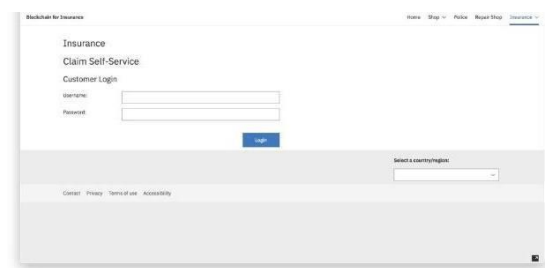 Blockchain for Insurance
Home Shop Police Repair Shop Insurance
Insurance
Claim Self-Service
Customer Login
Username:
Password:
Login
Select a country/region:
Contact Privacy Terms of use Accessibility